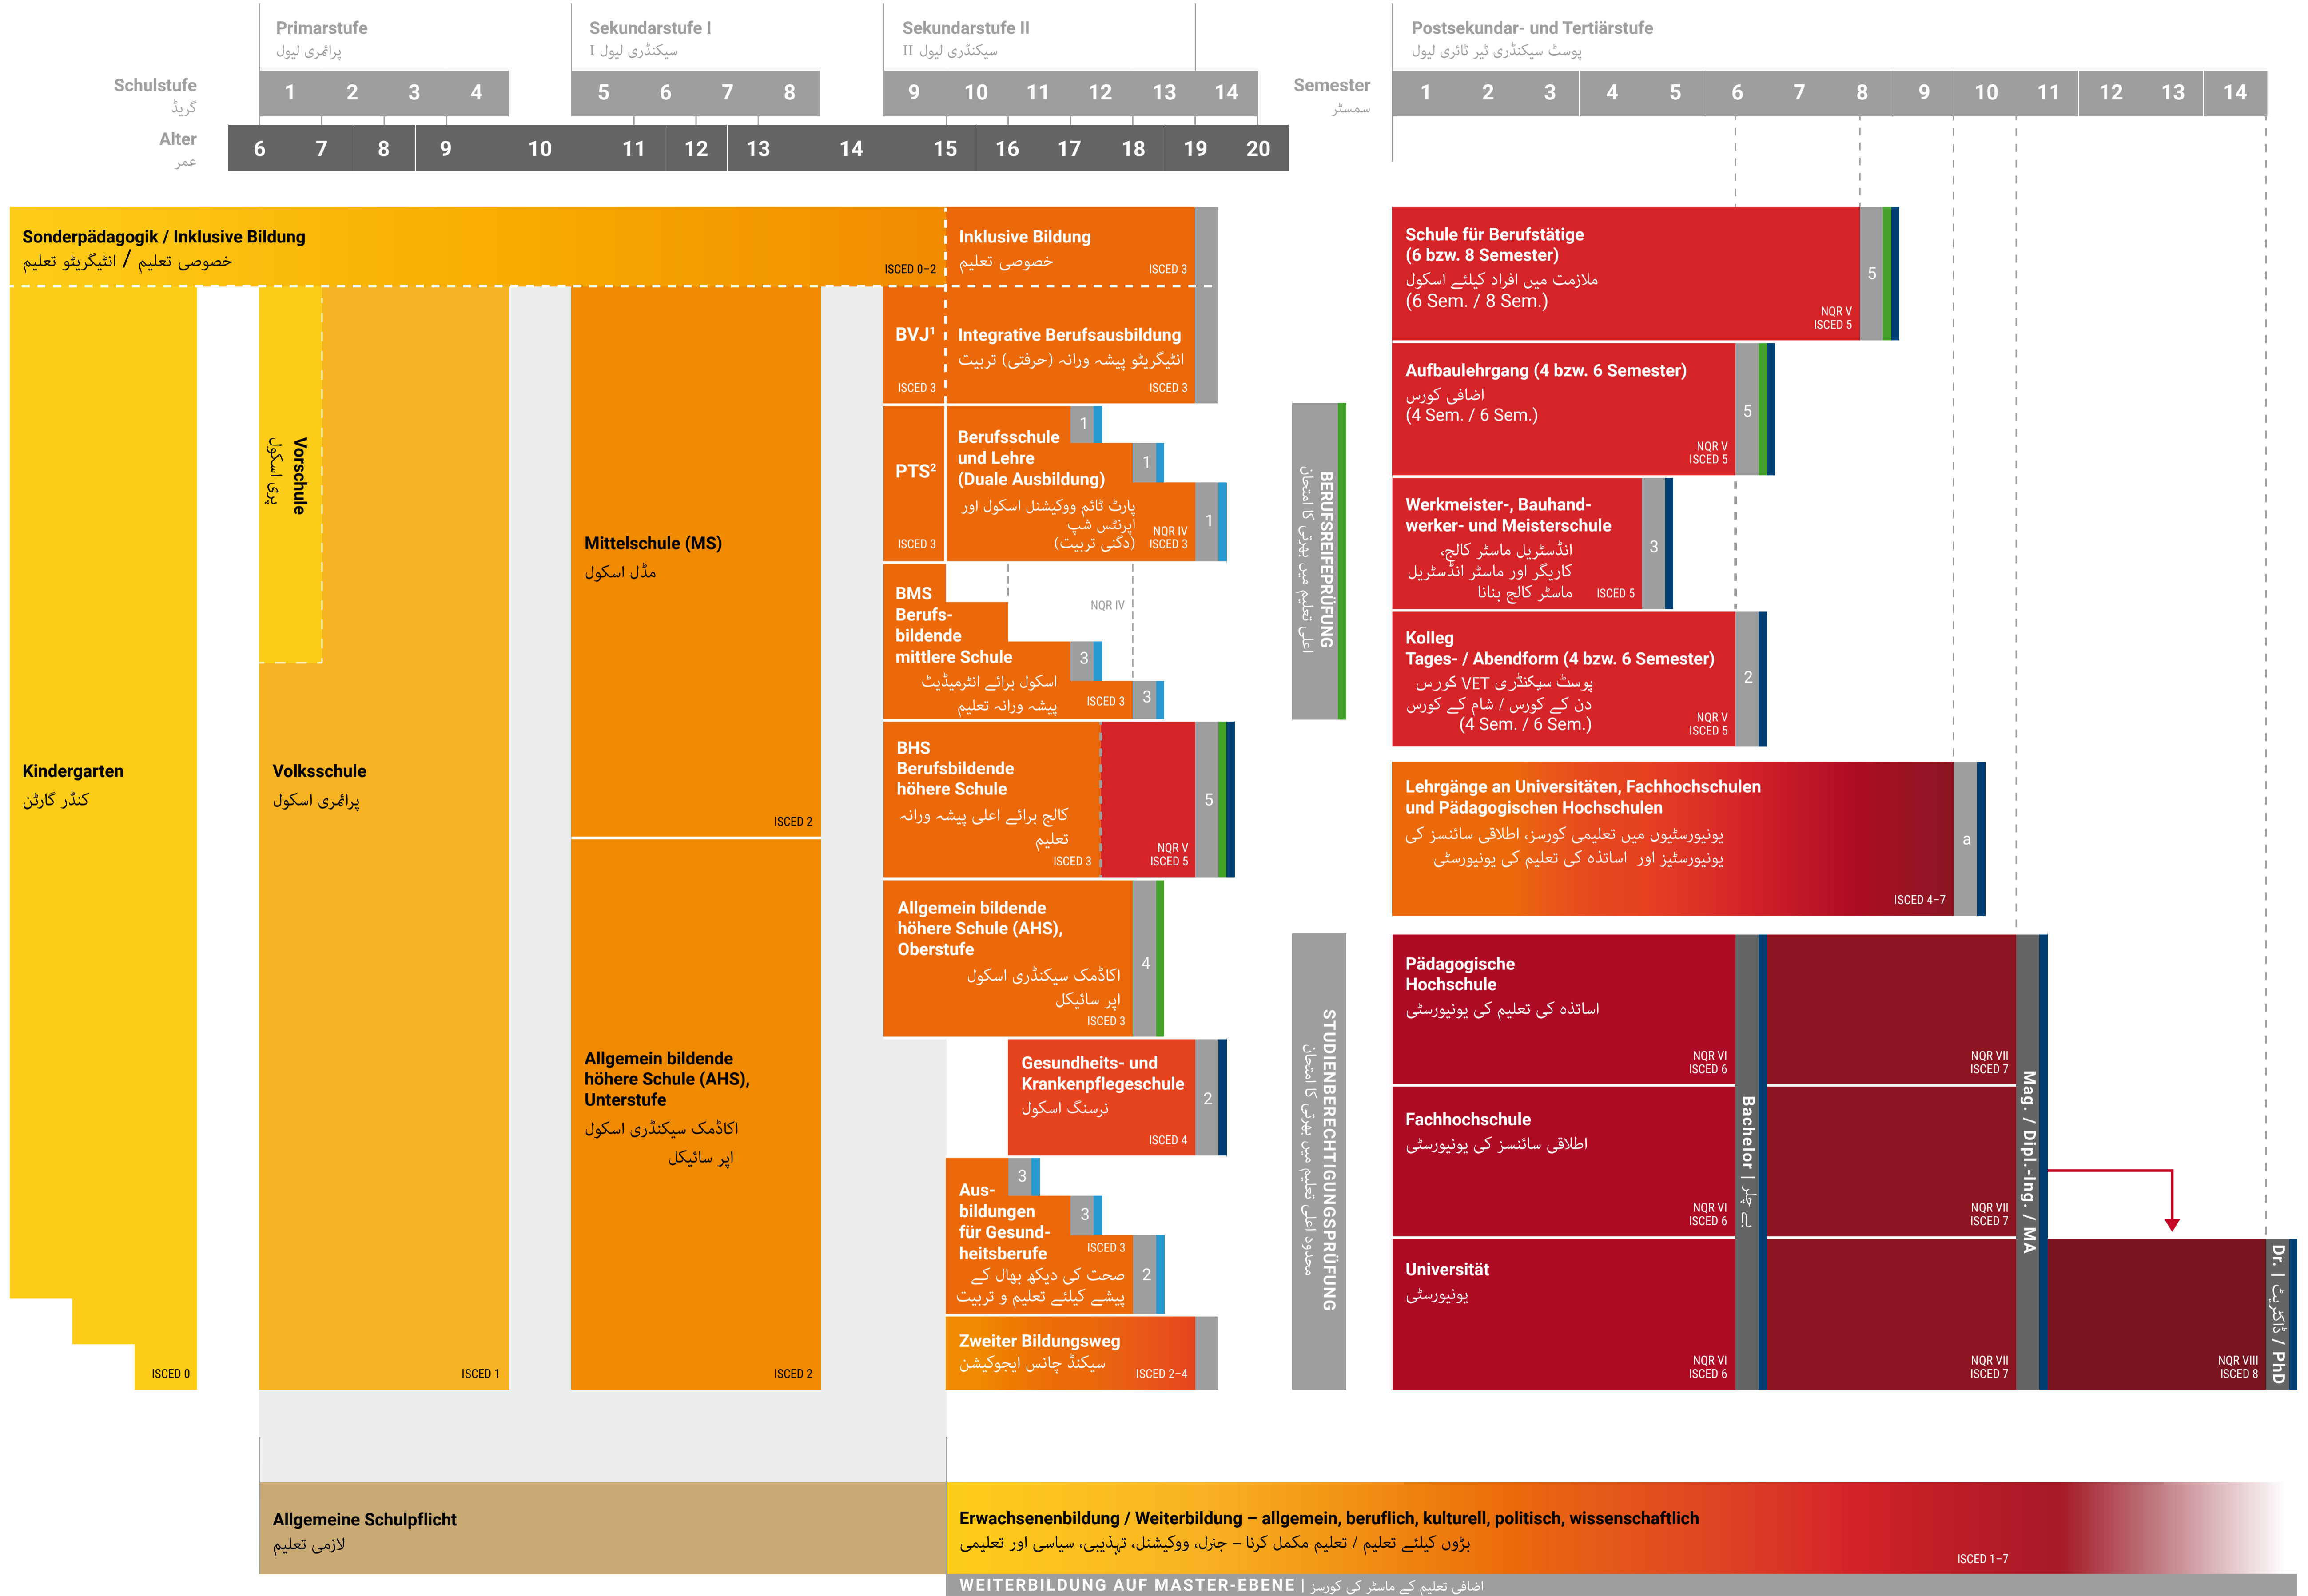 Primarstufe
پرائمری لیول
Sekundarstufe I
سیکنڈری لیول I
Sekundarstufe II
سیکنڈری لیول II
Postsekundar- und Tertiärstufe
پوسٹ سیکنڈری ٹیر ٹائری لیول
Schulstufe
گریڈ
1 2 3 4 5 6 7 8 9 10 11 12 13 14
Semester
سمسٹر
1 2 3 4 5 6 7 8 9 10 11 12 13 14
Alter
عمر
6 7 8 9 10 11 12 13 14 15 16 17 18 19 20
Sonderpädagogik / Inklusive Bildung
خصوصی تعلیم / انٹیگریٹو تعلیم
ISCED 0–2
Inklusive Bildung
خصوصی تعلیم
ISCED 3
Kindergarten
کنڈر گارٹن
ISCED 0
Vorschule
پری اسکول
Volksschule
پرائمری اسکول
ISCED 1
Mittelschule (MS)
مڈل اسکول
ISCED 2
Allgemein bildende
höhere Schule (AHS),
Unterstufe
اکاڈمک سیکنڈری اسکول
اپر سائیکل
ISCED 2
BVJ¹
ISCED 3
Integrative Berufsausbildung
انٹیگریٹو پیشہ ورانہ (حرفتی) تربیت
ISCED 3
PTS²
ISCED 3
Berufsschule
und Lehre
(Duale Ausbildung)
پارٹ ٹائم ووکیشنل اسکول اور
اپرنٹس شپ
(دگنی تربیت)
NQR IV
ISCED 3
1
1
1
BMS
Berufs-
bildende
mittlere Schule
اسکول برائے انٹرمیڈیٹ
پیشہ ورانہ تعلیم
ISCED 3
NQR IV
3
3
BHS
Berufsbildende
höhere Schule
کالج برائے اعلی پیشہ ورانہ
تعلیم
ISCED 3
NQR V
ISCED 5
5
Allgemein bildende
höhere Schule (AHS),
Oberstufe
اکاڈمک سیکنڈری اسکول
اپر سائیکل
ISCED 3
4
Gesundheits- und
Krankenpflegeschule
نرسنگ اسکول
ISCED 4
2
Aus-
bildungen
für Gesund-
heitsberufe
صحت کی دیکھ بھال کے
پیشے کیلئے تعلیم و تربیت
ISCED 3
3
3
2
Zweiter Bildungsweg
سیکنڈ چانس ایجوکیشن
ISCED 2–4
BERUFSREIFEPRÜFUNG
اعلی تعلیم میں بھرتی کا امتحان
STUDIENBERECHTIGUNGSPRÜFUNG
محدود اعلی تعلیم میں بھرتی کا امتحان
Schule für Berufstätige
(6 bzw. 8 Semester)
ملازمت میں افراد کیلئے اسکول
(6 Sem. / 8 Sem.)
NQR V
ISCED 5
5
Aufbaulehrgang (4 bzw. 6 Semester)
اضافی کورس
(4 Sem. / 6 Sem.)
NQR V
ISCED 5
5
Werkmeister-, Bauhand-
werker- und Meisterschule
انڈسٹریل ماسٹر کالج،
کاریگر اور ماسٹر انڈسٹریل
ماسٹر کالج بنانا
ISCED 5
3
Kolleg
Tages- / Abendform (4 bzw. 6 Semester)
پوسٹ سیکنڈری VET کورس
دن کے کورس / شام کے کورس
(4 Sem. / 6 Sem.)
NQR V
ISCED 5
2
Lehrgänge an Universitäten, Fachhochschulen
und Pädagogischen Hochschulen
یونیورسٹیوں میں تعلیمی کورسز، اطلاقی سائنسز کی
یونیورسٹیز اور اساتذہ کی تعلیم کی یونیورسٹی
ISCED 4–7
a
Pädagogische
Hochschule
اساتذہ کی تعلیم کی یونیورسٹی
NQR VI
ISCED 6
NQR VII
ISCED 7
Fachhochschule
اطلاقی سائنسز کی یونیورسٹی
NQR VI
ISCED 6
NQR VII
ISCED 7
Universität
یونیورسٹی
NQR VI
ISCED 6
NQR VII
ISCED 7
NQR VIII
ISCED 8
Bachelor | بے چلر
Mag. / Dipl.-Ing. / MA
Dr. | ڈاکٹریٹ / PhD
Allgemeine Schulpflicht
لازمی تعلیم
Erwachsenenbildung / Weiterbildung – allgemein, beruflich, kulturell, politisch, wissenschaftlich
بڑوں کیلئے تعلیم / تعلیم مکمل کرنا – جنرل، ووکیشنل، تہذیبی، سیاسی اور تعلیمی
ISCED 1–7
WEITERBILDUNG AUF MASTER-EBENE | اضافی تعلیم کے ماسٹر کی کورسز